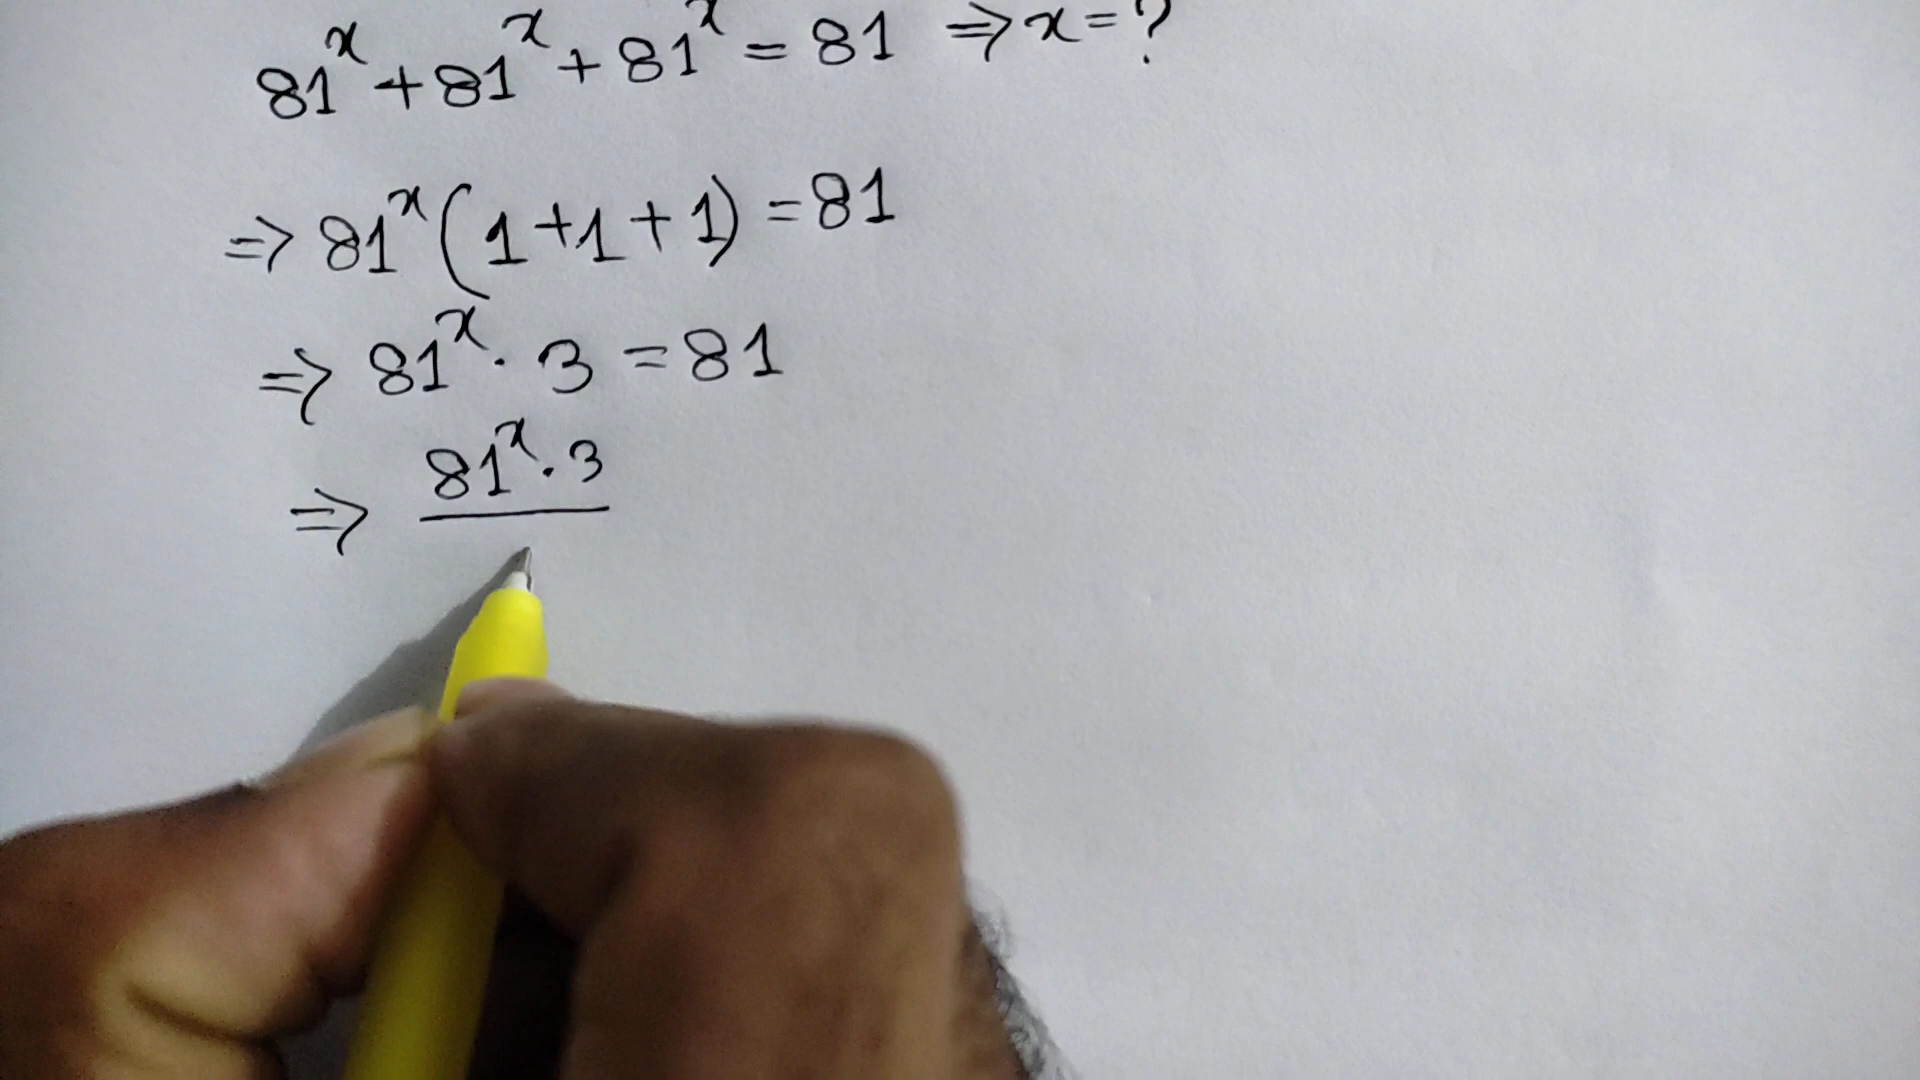 81^x + 81^x + 81^x = 81 ⇒ x = ?
⇒ 81^x (1 + 1 + 1) = 81
⇒ 81^x · 3 = 81
⇒ 81^x · 3